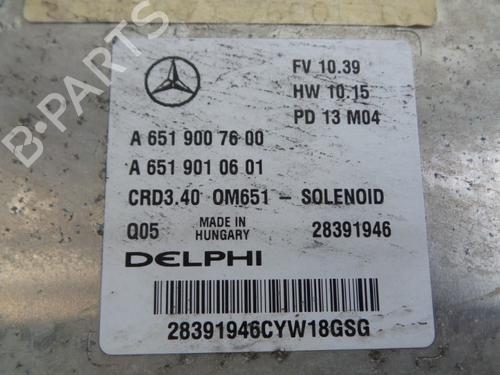 FV 10.39
HW 10.15
PD 13 M04
A 651 900 76 00
A 651 901 06 01
CRD3.40 OM651 - SOLENOID
Q05 MADE IN HUNGARY 28391946
DELPHI
28391946CYW18GSG
B-PARTS